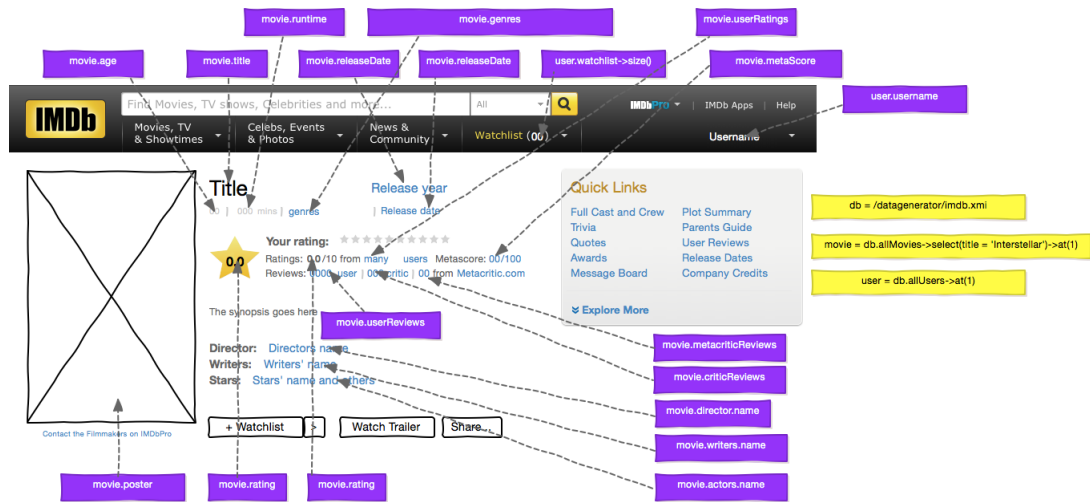 movie.runtime
movie.genres
movie.userRatings
movie.age
movie.title
movie.releaseDate
movie.releaseDate
user.watchlist->size()
movie.metaScore
user.username
IMDb
Find Movies, TV shows, Celebrities and more...
All
IMDbPro
| IMDb Apps | Help
Movies, TV
& Showtimes
Celebs, Events
& Photos
News &
Community
Watchlist (00)
Username
Title
Release year
00 | 000 mins | genres | Release date
Your rating:
0.0
Ratings: 0.0/10 from many users Metascore: 00/100
Reviews: 0000 user | 000 critic | 00 from Metacritic.com
The synopsis goes here
Director: Directors name
Writers: Writers' name
Stars: Stars' name and others
+ Watchlist
>
Watch Trailer
Share...
Contact the Filmmakers on IMDbPro
Quick Links
Full Cast and Crew
Plot Summary
Trivia
Parents Guide
Quotes
User Reviews
Awards
Release Dates
Message Board
Company Credits
Explore More
db = /datagenerator/imdb.xmi
movie = db.allMovies->select(title = 'Interstellar')->at(1)
user = db.allUsers->at(1)
movie.userReviews
movie.metacriticReviews
movie.criticReviews
movie.director.name
movie.writers.name
movie.actors.name
movie.poster
movie.rating
movie.rating